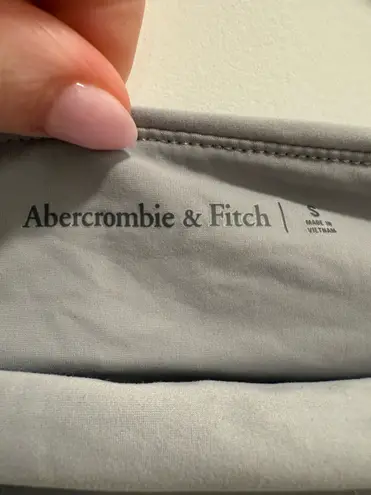 Abercrombie & Fitch | S
MADE IN
VIETNAM